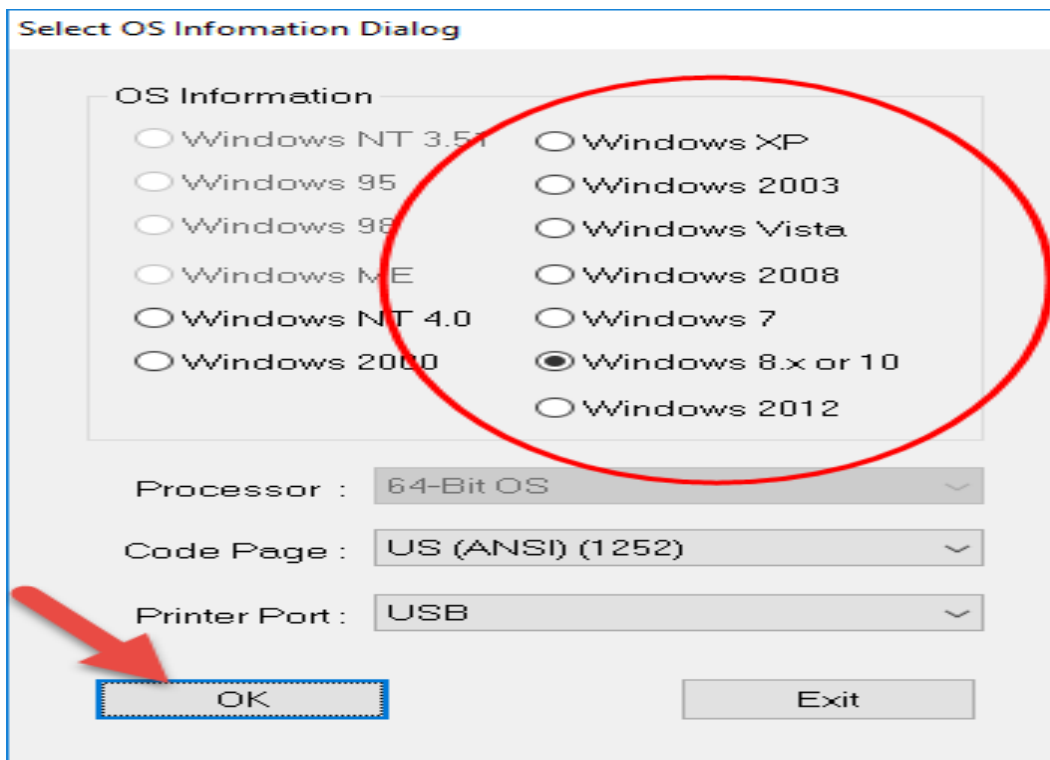 Select OS Infomation Dialog
OS Information
Windows NT 3.51
Windows 95
Windows 98
Windows ME
Windows NT 4.0
Windows 2000
Windows XP
Windows 2003
Windows Vista
Windows 2008
Windows 7
Windows 8.x or 10
Windows 2012
Processor : 64-Bit OS
Code Page : US (ANSI) (1252)
Printer Port : USB
OK Exit